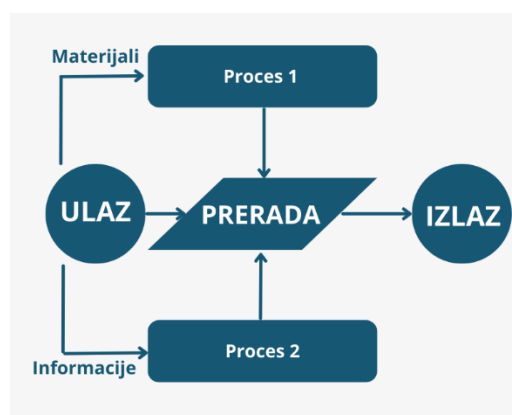 Materijali
Proces 1
ULAZ
PRERADA
IZLAZ
Proces 2
Informacije